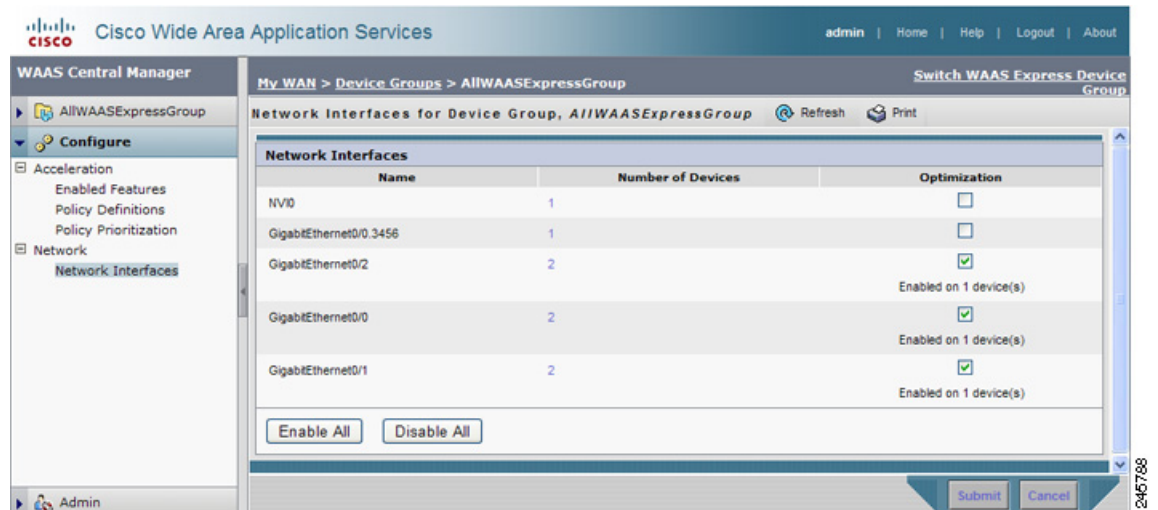 CISCO Cisco Wide Area Application Services admin | Home | Help | Logout | About
WAAS Central Manager
My WAN > Device Groups > AllWAASExpressGroup
Switch WAAS Express Device
Group
AllWAASExpressGroup
Network Interfaces for Device Group, AllWAASExpressGroup Refresh Print
Configure
Acceleration
Enabled Features
Policy Definitions
Policy Prioritization
Network
Network Interfaces
Admin
Network Interfaces
Name Number of Devices Optimization
NVI0 1
GigabitEthernet0/0.3456 1
GigabitEthernet0/2 2
Enabled on 1 device(s)
GigabitEthernet0/0 2
Enabled on 1 device(s)
GigabitEthernet0/1 2
Enabled on 1 device(s)
Enable All Disable All
Submit Cancel
245788